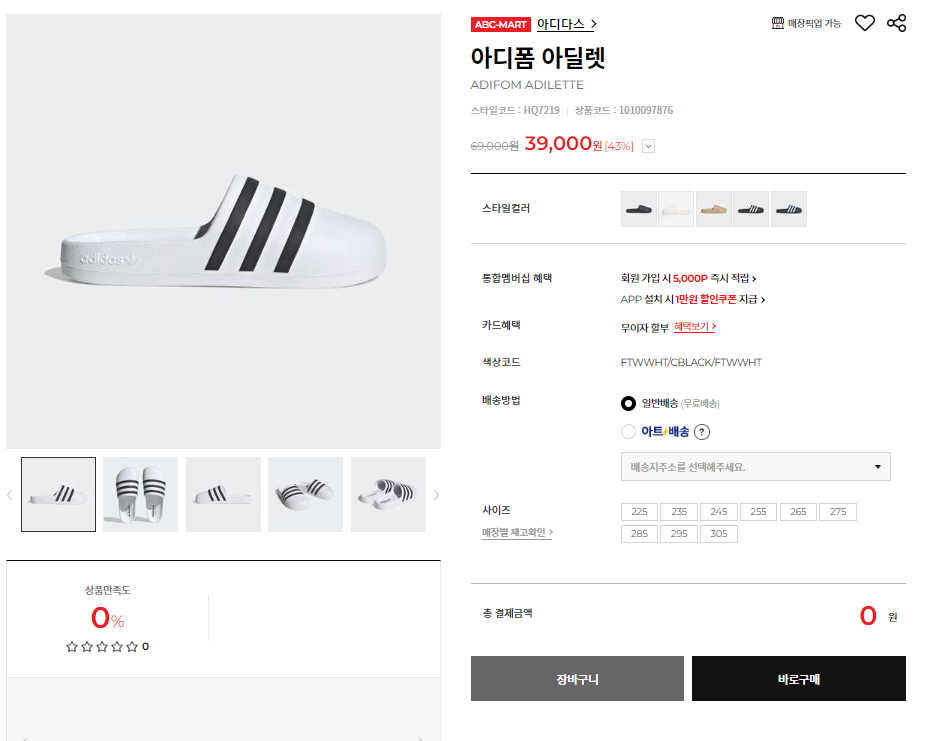 ABC-MART 아디다스
매장픽업 가능
아디폼 아딜렛
ADIFOM ADILETTE
스타일코드 : HQ7219 상품코드 : 1010097876
69,000원 39,000원 [43%]
스타일컬러
통합멤버십 혜택
회원 가입 시 5,000P 즉시 적립
APP 설치 시 1만원 할인쿠폰 지급
카드혜택
무이자 할부 혜택보기
색상코드
FTWWHT/CBLACK/FTWWHT
배송방법
일반배송 (무료배송)
아트⚡배송 ?
배송지주소를 선택해주세요.
사이즈
매장별 재고확인
225 235 245 255 265 275
285 295 305
총 결제금액
0 원
장바구니
바로구매
adidas
상품만족도
0%
0